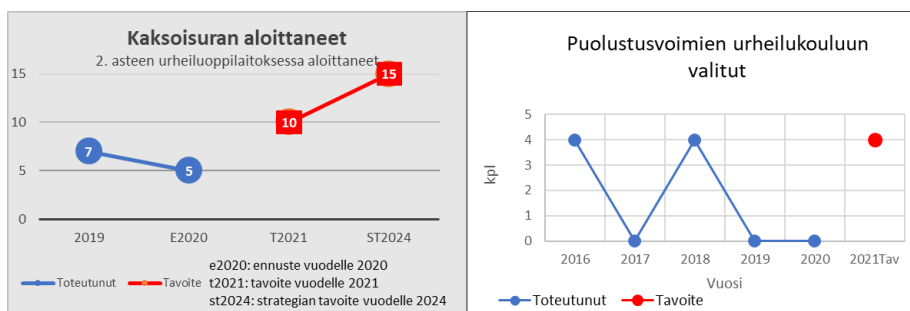 Kaksoisuran aloittaneet
2. asteen urheiluoppilaitoksessa aloittaneet
15
10
5
0
7
5
10
15
2019
E2020
T2021
ST2024
Toteutunut
Tavoite
e2020: ennuste vuodelle 2020
t2021: tavoite vuodelle 2021
st2024: strategian tavoite vuodelle 2024
Puolustusvoimien urheilukouluun
valitut
5
4
3
2
1
0
kpl
2016
2017
2018
2019
2020
2021Tav
Vuosi
Toteutunut
Tavoite